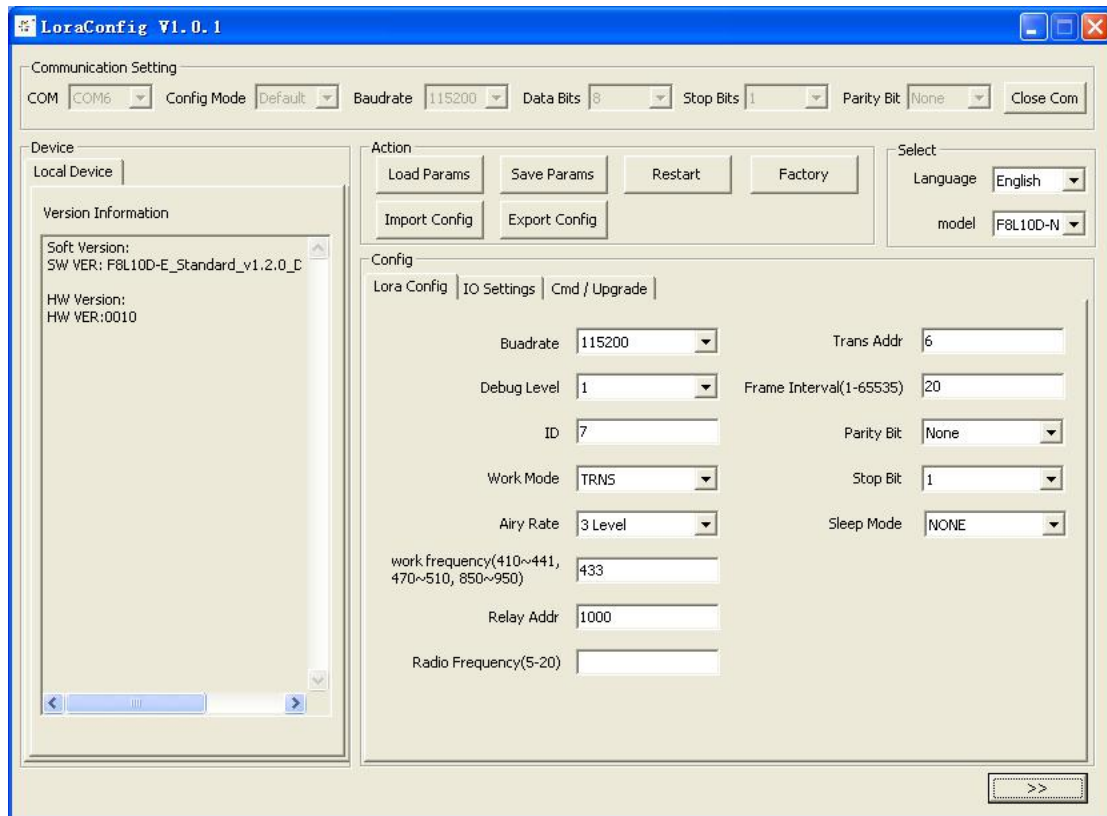 LoraConfig V1.0.1
Communication Setting
COM COM6 Config Mode Default Baudrate 115200 Data Bits 8 Stop Bits 1 Parity Bit None Close Com
Device
Local Device
Version Information
Soft Version:
SW VER: F8L10D-E_Standard_v1.2.0_D
HW Version:
HW VER:0010
Action
Load Params Save Params Restart Factory
Import Config Export Config
Select
Language English
model F8L10D-N
Config
Lora Config IO Settings Cmd / Upgrade
Buadrate 115200 Trans Addr 6
Debug Level 1 Frame Interval(1-65535) 20
ID 7 Parity Bit None
Work Mode TRNS Stop Bit 1
Airy Rate 3 Level Sleep Mode NONE
work frequency(410~441,
470~510, 850~950) 433
Relay Addr 1000
Radio Frequency(5-20)
>>